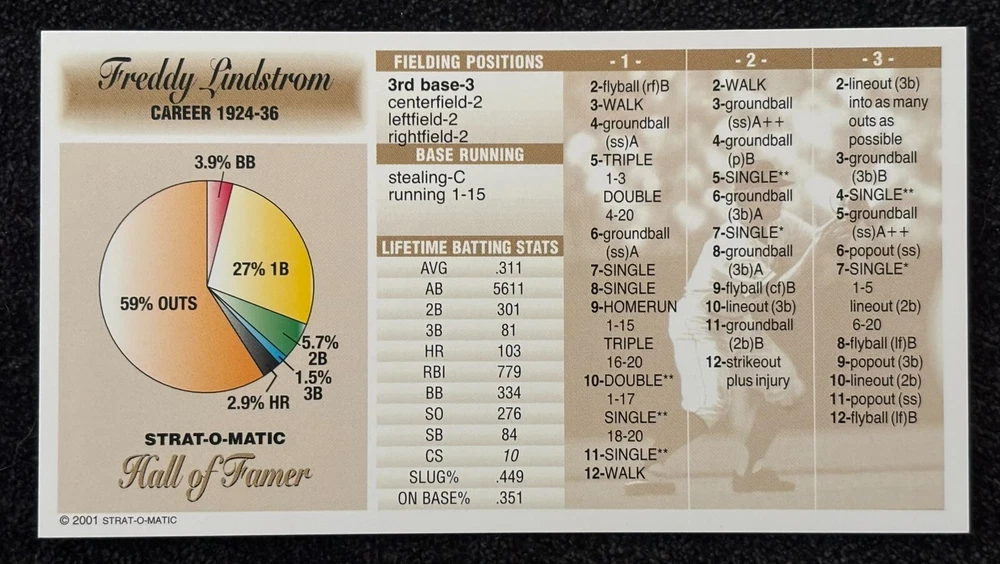 Freddy Lindstrom
CAREER 1924-36
3.9% BB
27% 1B
59% OUTS
5.7%
2B
1.5%
3B
2.9% HR
STRAT-O-MATIC
Hall of Famer
© 2001 STRAT-O-MATIC
FIELDING POSITIONS
3rd base-3
centerfield-2
leftfield-2
rightfield-2
BASE RUNNING
stealing-C
running 1-15
LIFETIME BATTING STATS
AVG .311
AB 5611
2B 301
3B 81
HR 103
RBI 779
BB 334
SO 276
SB 84
CS 10
SLUG% .449
ON BASE% .351
- 1 -
2-flyball (rf)B
3-WALK
4-groundball
(ss)A
5-TRIPLE
1-3
DOUBLE
4-20
6-groundball
(ss)A
7-SINGLE
8-SINGLE
9-HOMERUN
1-15
TRIPLE
16-20
10-DOUBLE**
1-17
SINGLE**
18-20
11-SINGLE**
12-WALK
- 2 -
2-WALK
3-groundball
(ss)A++
4-groundball
(p)B
5-SINGLE**
6-groundball
(3b)A
7-SINGLE*
8-groundball
(3b)A
9-flyball (cf)B
10-lineout (3b)
11-groundball
(2b)B
12-strikeout
plus injury
- 3 -
2-lineout (3b)
into as many
outs as
possible
3-groundball
(3b)B
4-SINGLE**
5-groundball
(ss)A++
6-popout (ss)
7-SINGLE*
1-5
lineout (2b)
6-20
8-flyball (lf)B
9-popout (3b)
10-lineout (2b)
11-popout (ss)
12-flyball (lf)B